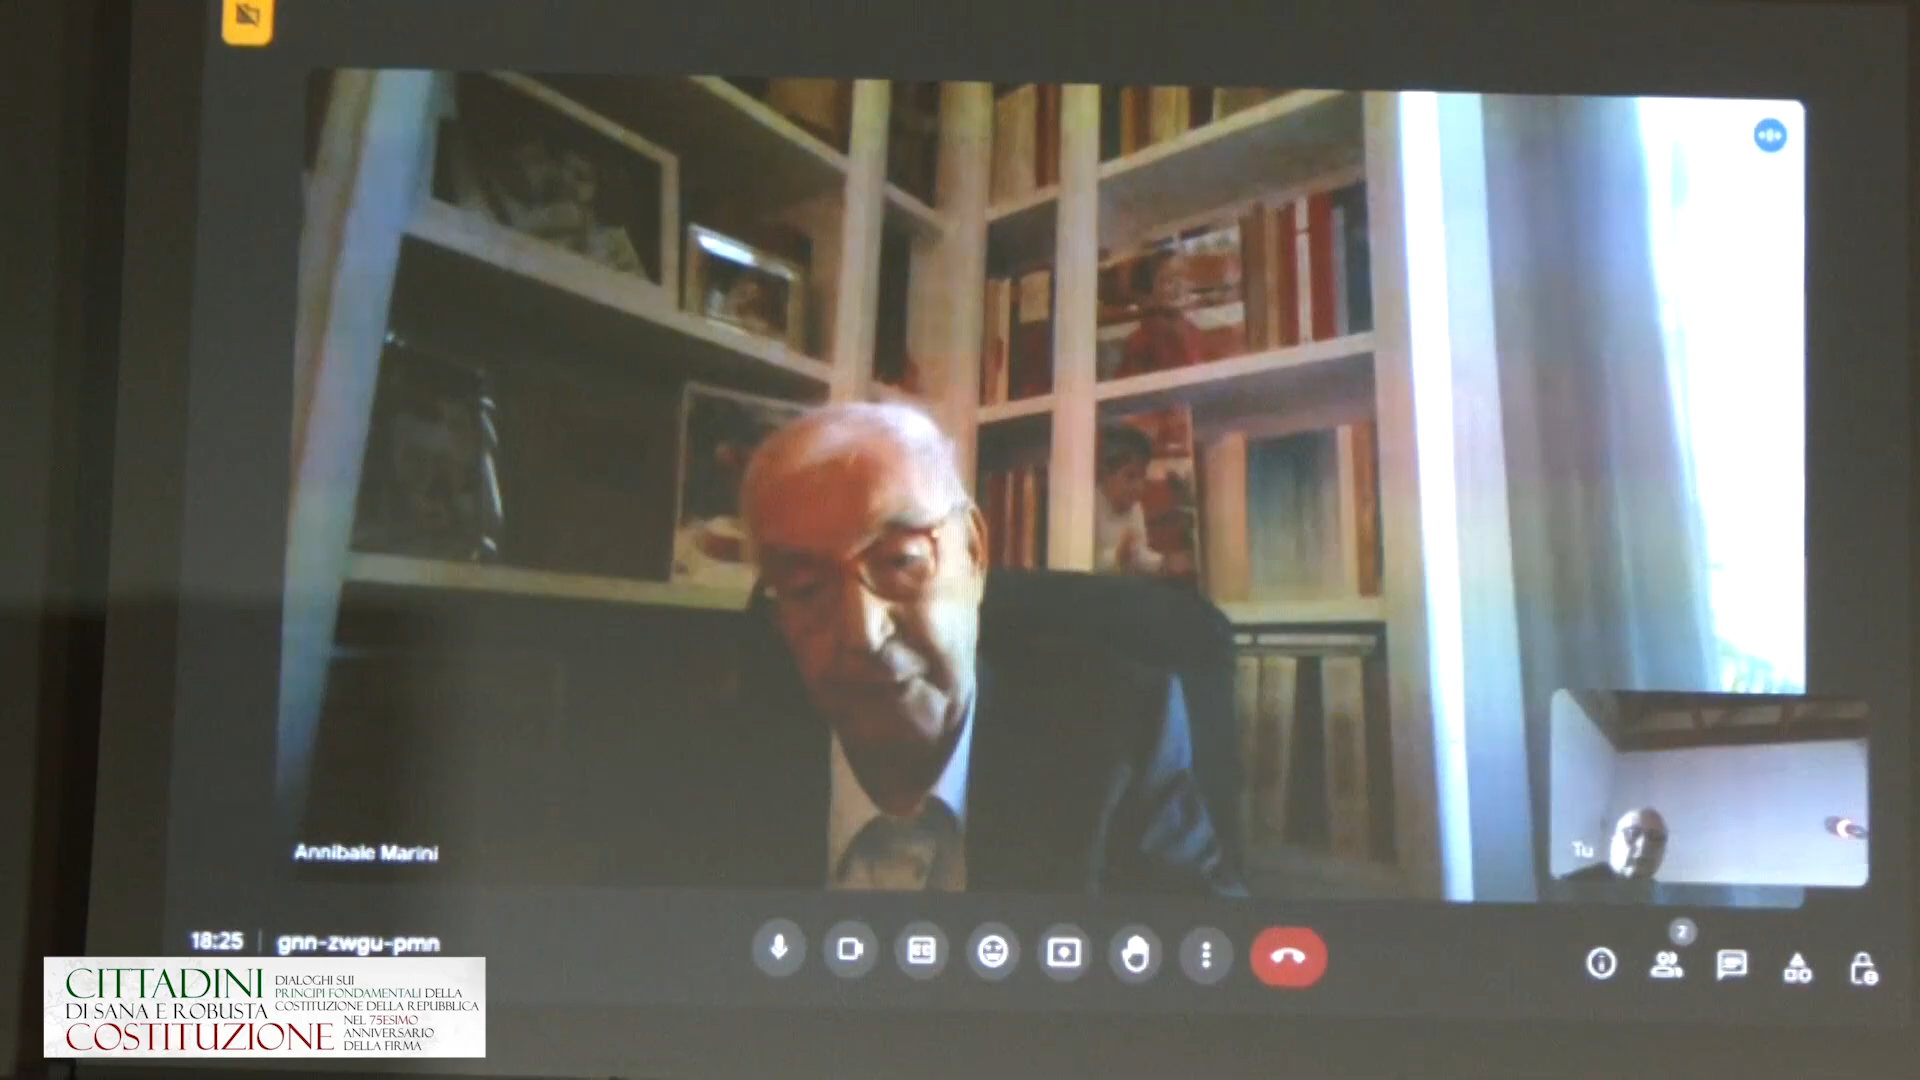 Annibale Marini
Tu
18:25 | gnn-zwgu-pmn
2
CITTADINI
DI SANA E ROBUSTA
COSTITUZIONE
DIALOGHI SUI
PRINCIPI FONDAMENTALI DELLA
COSTITUZIONE DELLA REPUBBLICA
NEL 75ESIMO
ANNIVERSARIO
DELLA FIRMA